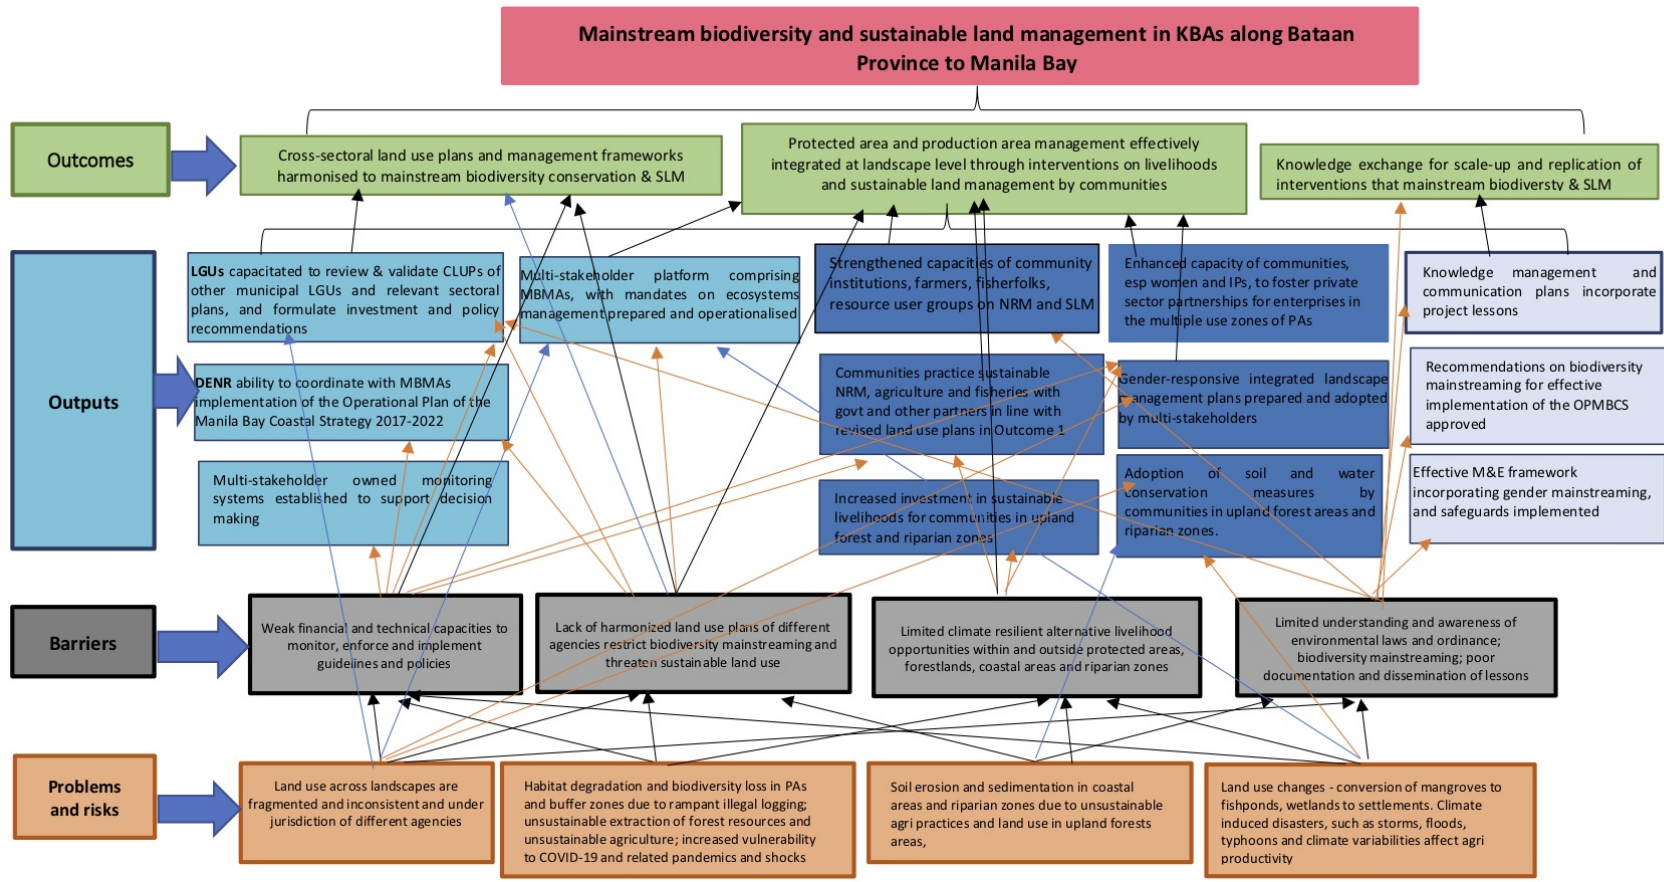 Mainstream biodiversity and sustainable land management in KBAs along Bataan
Province to Manila Bay
Outcomes
Cross-sectoral land use plans and management frameworks
harmonised to mainstream biodiversity conservation & SLM
Protected area and production area management effectively
integrated at landscape level through interventions on livelihoods
and sustainable land management by communities
Knowledge exchange for scale-up and replication of
interventions that mainstream biodiversty & SLM
Outputs
LGUs capacitated to review & validate CLUPs of
other municipal LGUs and relevant sectoral
plans, and formulate investment and policy
recommendations
Multi-stakeholder platform comprising
MBMAs, with mandates on ecosystems
management prepared and operationalised
Strengthened capacities of community
institutions, farmers, fisherfolks,
resource user groups on NRM and SLM
Enhanced capacity of communities,
esp women and IPs, to foster private
sector partnerships for enterprises in
the multiple use zones of PAs
Knowledge management and
communication plans incorporate
project lessons
DENR ability to coordinate with MBMAs
implementation of the Operational Plan of the
Manila Bay Coastal Strategy 2017-2022
Communities practice sustainable
NRM, agriculture and fisheries with
govt and other partners in line with
revised land use plans in Outcome 1
Gender-responsive integrated landscape
management plans prepared and adopted
by multi-stakeholders
Recommendations on biodiversity
mainstreaming for effective
implementation of the OPMBCS
approved
Multi-stakeholder owned monitoring
systems established to support decision
making
Increased investment in sustainable
livelihoods for communities in upland
forest and riparian zones
Adoption of soil and water
conservation measures by
communities in upland forest areas and
riparian zones.
Effective M&E framework
incorporating gender mainstreaming,
and safeguards implemented
Barriers
Weak financial and technical capacities to
monitor, enforce and implement
guidelines and policies
Lack of harmonized land use plans of different
agencies restrict biodiversity mainstreaming and
threaten sustainable land use
Limited climate resilient alternative livelihood
opportunities within and outside protected areas,
forestlands, coastal areas and riparian zones
Limited understanding and awareness of
environmental laws and ordinance;
biodiversity mainstreaming; poor
documentation and dissemination of lessons
Problems
and risks
Land use across landscapes are
fragmented and inconsistent and under
jurisdiction of different agencies
Habitat degradation and biodiversity loss in PAs
and buffer zones due to rampant illegal logging;
unsustainable extraction of forest resources and
unsustainable agriculture; increased vulnerability
to COVID-19 and related pandemics and shocks
Soil erosion and sedimentation in coastal
areas and riparian zones due to unsustainable
agri practices and land use in upland forests
areas,
Land use changes - conversion of mangroves to
fishponds, wetlands to settlements. Climate
induced disasters, such as storms, floods,
typhoons and climate variabilities affect agri
productivity